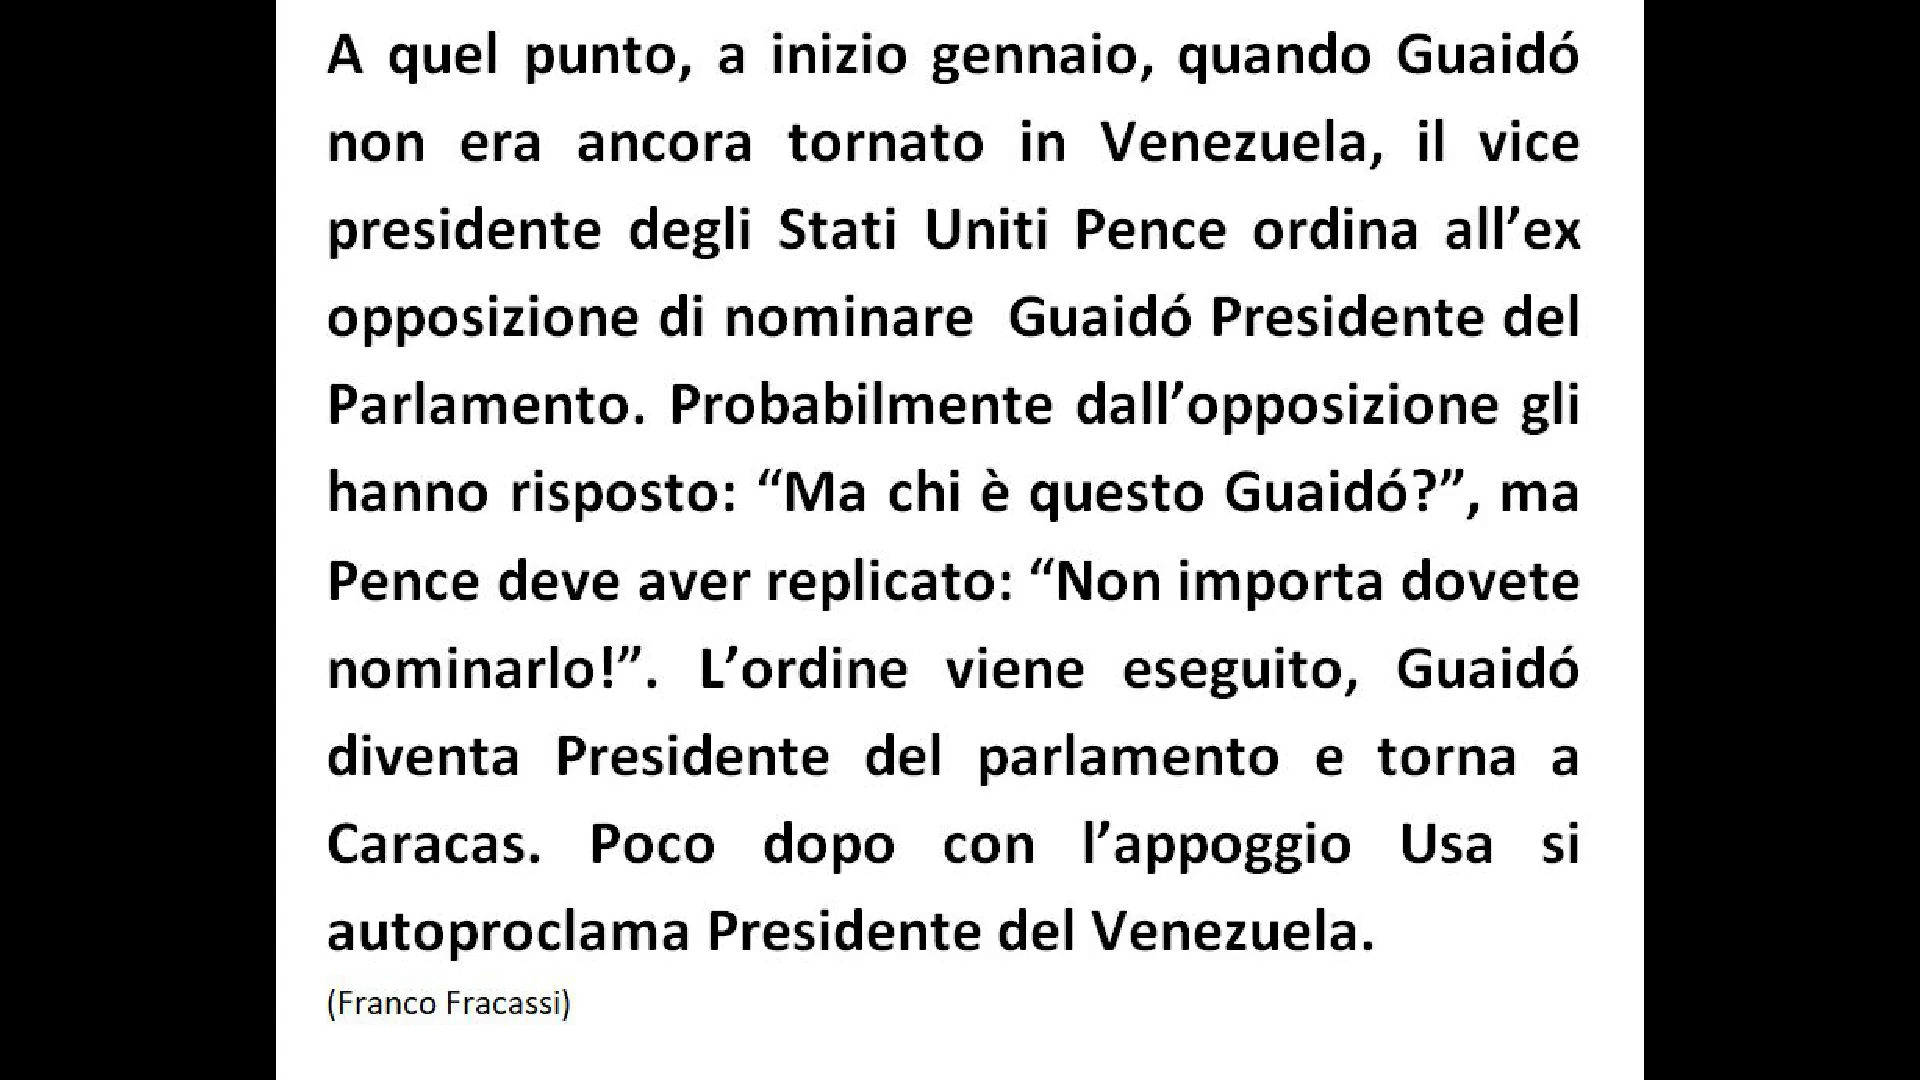 A quel punto, a inizio gennaio, quando Guaidó
non era ancora tornato in Venezuela, il vice
presidente degli Stati Uniti Pence ordina all’ex
opposizione di nominare  Guaidó Presidente del
Parlamento. Probabilmente dall’opposizione gli
hanno risposto: “Ma chi è questo Guaidó?”, ma
Pence deve aver replicato: “Non importa dovete
nominarlo!”. L’ordine viene eseguito, Guaidó
diventa Presidente del parlamento e torna a
Caracas. Poco dopo con l’appoggio Usa si
autoproclama Presidente del Venezuela.
(Franco Fracassi)